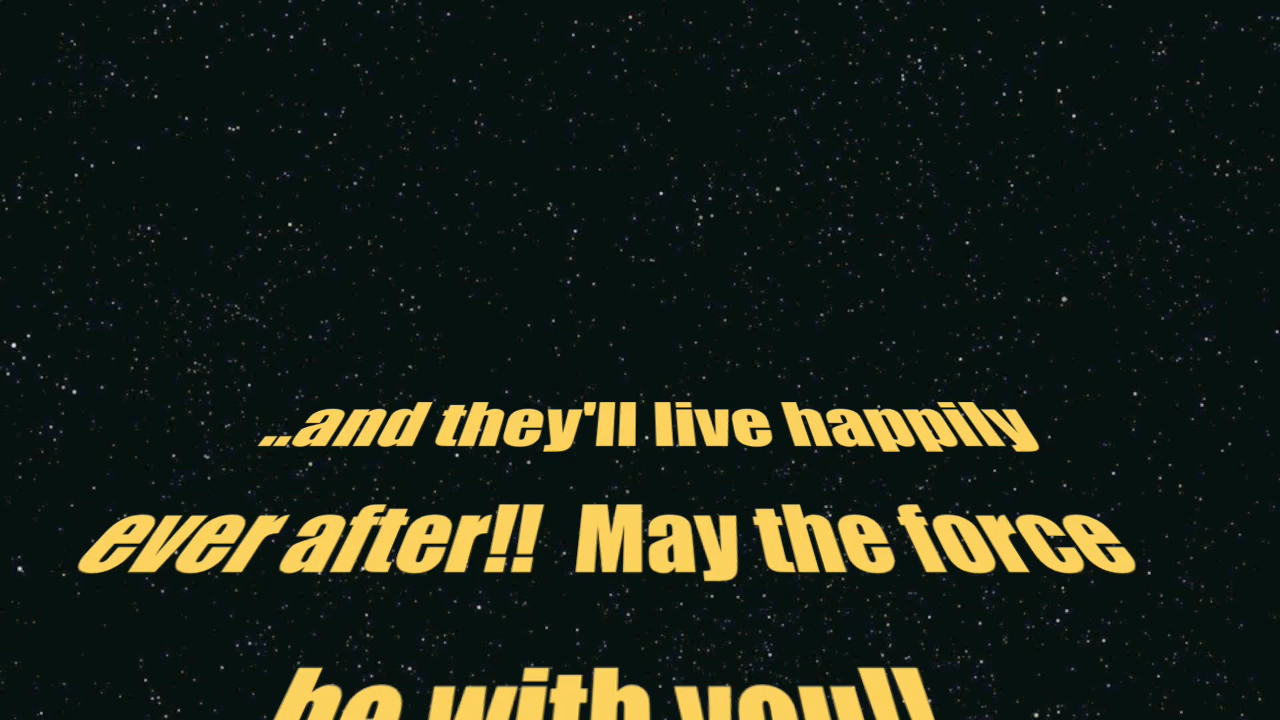 ..and they'll live happily
ever after!! May the force
be with you!!